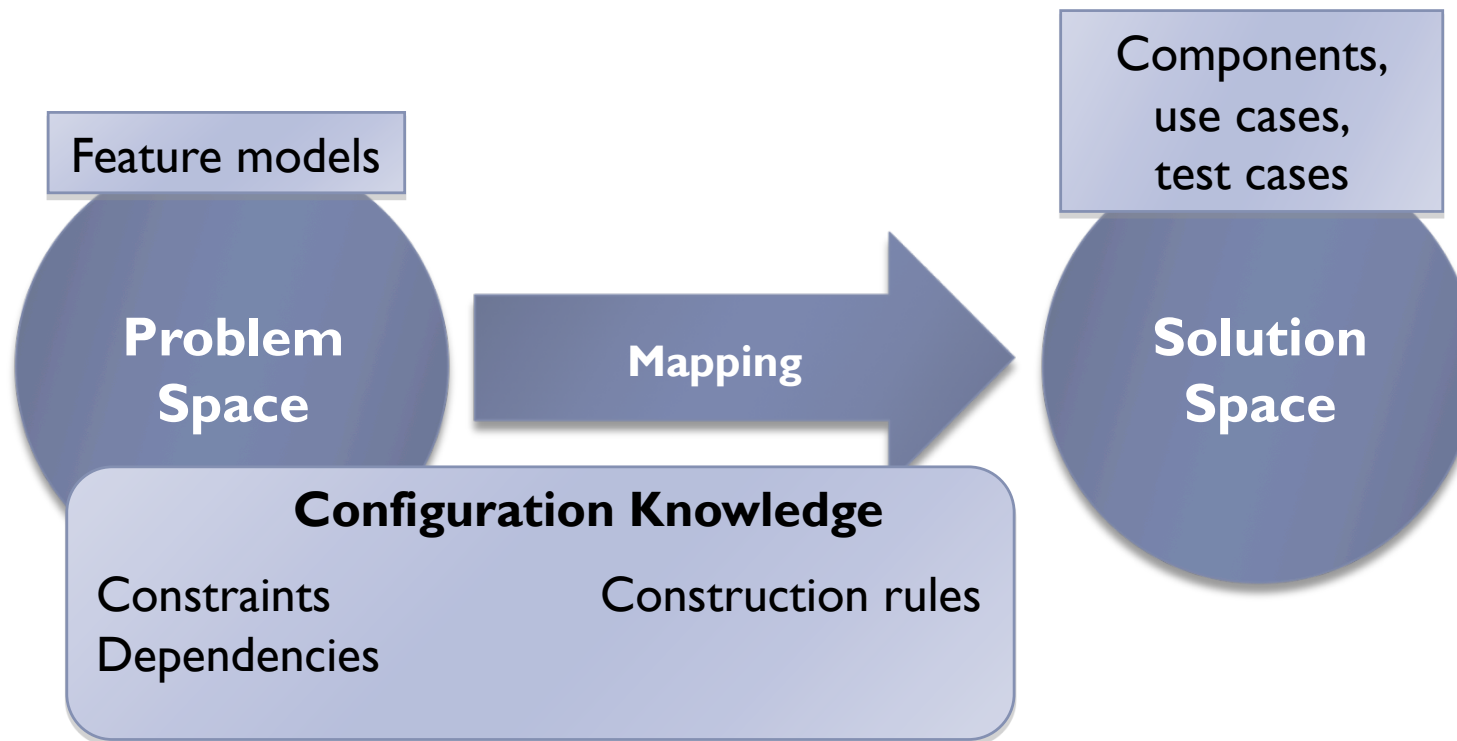 Feature models
Components,
use cases,
test cases
Problem
Space
Mapping
Solution
Space
Configuration Knowledge
Constraints
Construction rules
Dependencies